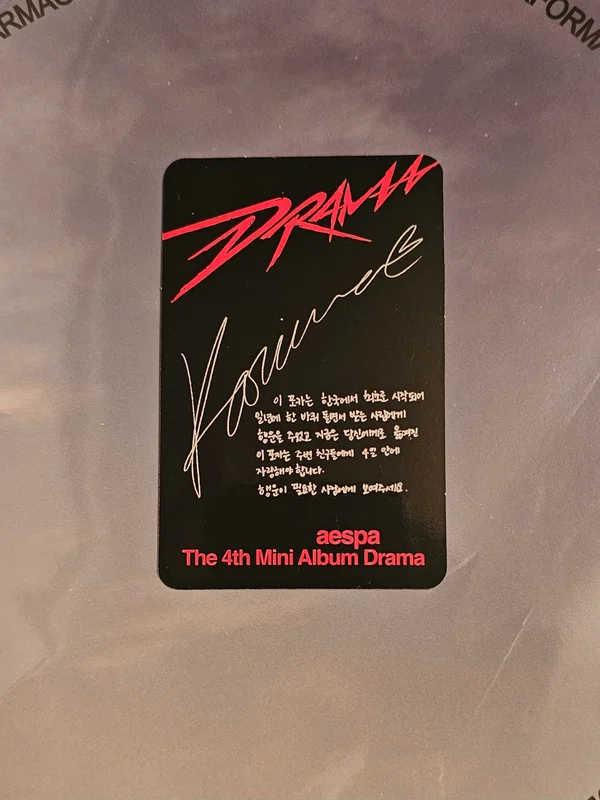 DRAMA
Karina
이 포카는 한국에서 최초로 시작되어
일년에 한 바퀴 돌면서 받는 사람에게
행운을 주었고 지금은 당신에게로 옮겨진
이 포카는 주변 친구들에게 4일 안에
자랑해야 합니다.
행운이 필요한 사람에게 보여주세요.
aespa
The 4th Mini Album Drama